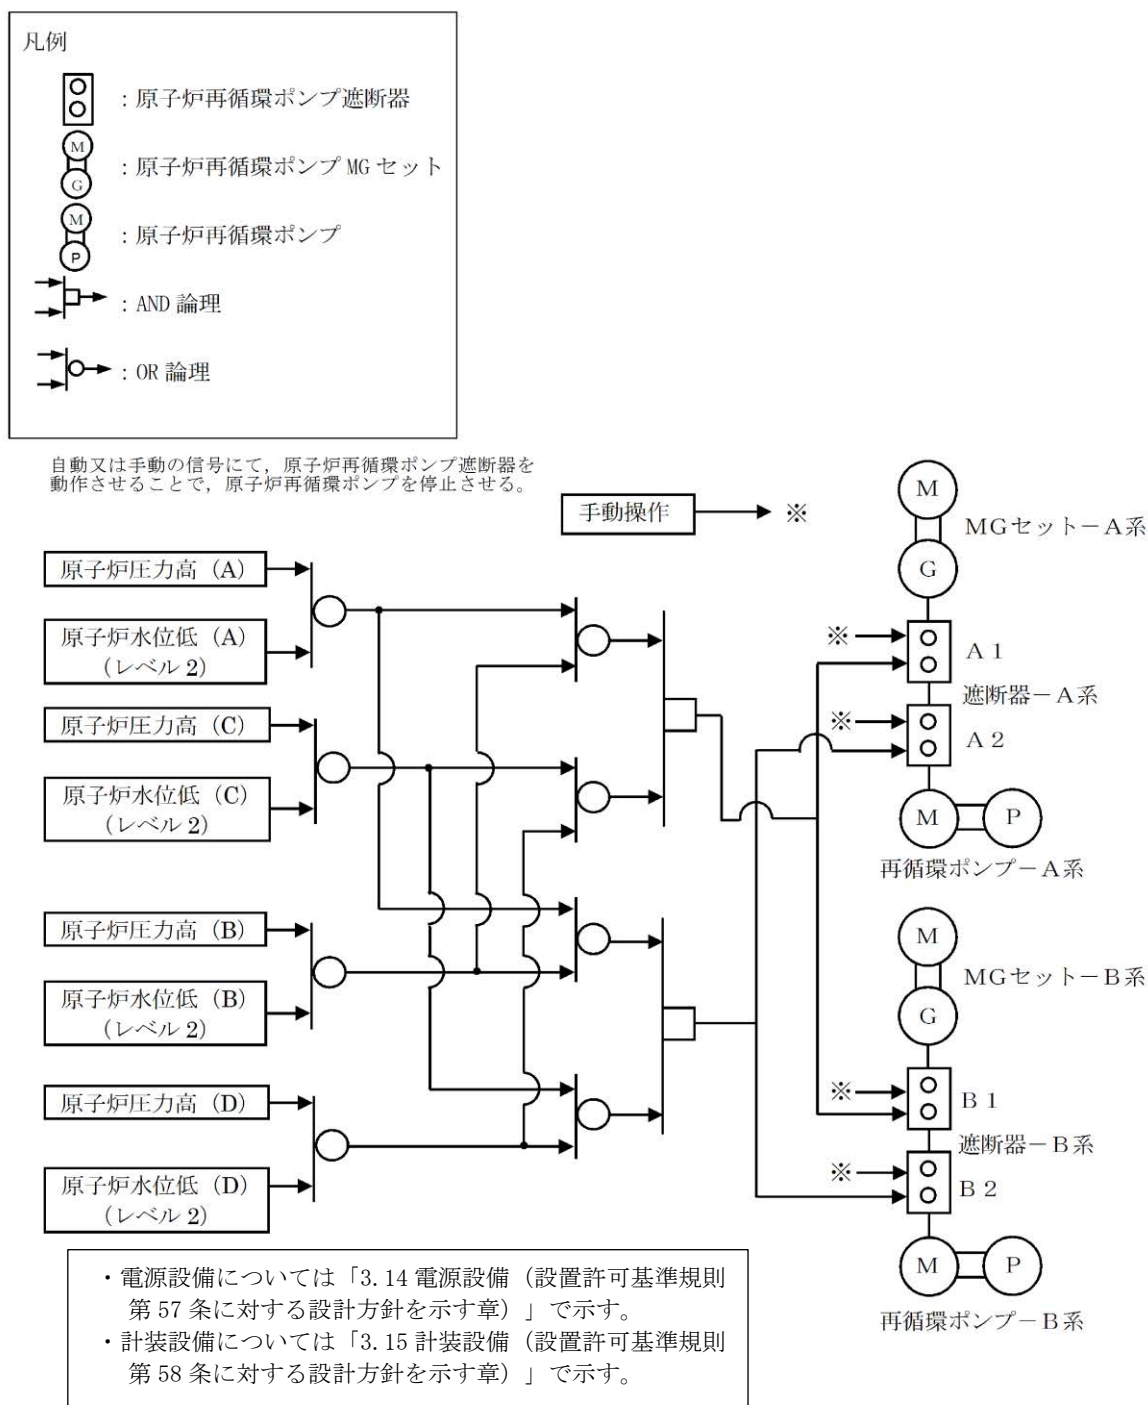 凡例
：原子炉再循環ポンプ遮断器
M
G
：原子炉再循環ポンプ MG セット
M
P
：原子炉再循環ポンプ
：AND 論理
：OR 論理
自動又は手動の信号にて，原子炉再循環ポンプ遮断器を
動作させることで，原子炉再循環ポンプを停止させる。
手動操作
※
M
MGセット－A系
G
原子炉圧力高（A）
原子炉水位低（A）
（レベル 2）
※
A 1
遮断器－A系
※
A 2
原子炉圧力高（C）
原子炉水位低（C）
（レベル 2）
M
P
再循環ポンプ－A系
原子炉圧力高（B）
原子炉水位低（B）
（レベル 2）
M
MGセット－B系
G
原子炉圧力高（D）
原子炉水位低（D）
（レベル 2）
※
B 1
遮断器－B系
※
B 2
M
P
再循環ポンプ－B系
・電源設備については「3.14 電源設備（設置許可基準規則
第 57 条に対する設計方針を示す章）」で示す。
・計装設備については「3.15 計装設備（設置許可基準規則
第 58 条に対する設計方針を示す章）」で示す。